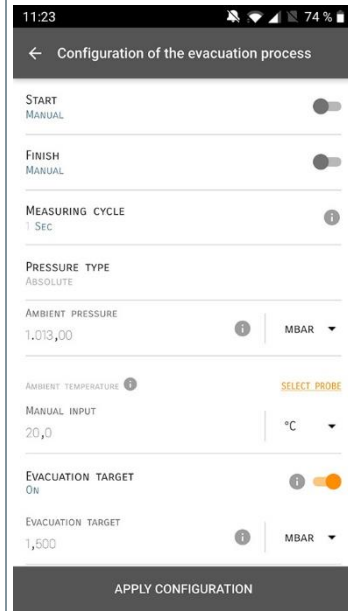 11:23 74 %
Configuration of the evacuation process
START
MANUAL
FINISH
MANUAL
MEASURING CYCLE
1 SEC
PRESSURE TYPE
ABSOLUTE
AMBIENT PRESSURE
1.013,00 MBAR
AMBIENT TEMPERATURE SELECT PROBE
MANUAL INPUT
20,0 °C
EVACUATION TARGET
ON
EVACUATION TARGET
1,500 MBAR
APPLY CONFIGURATION